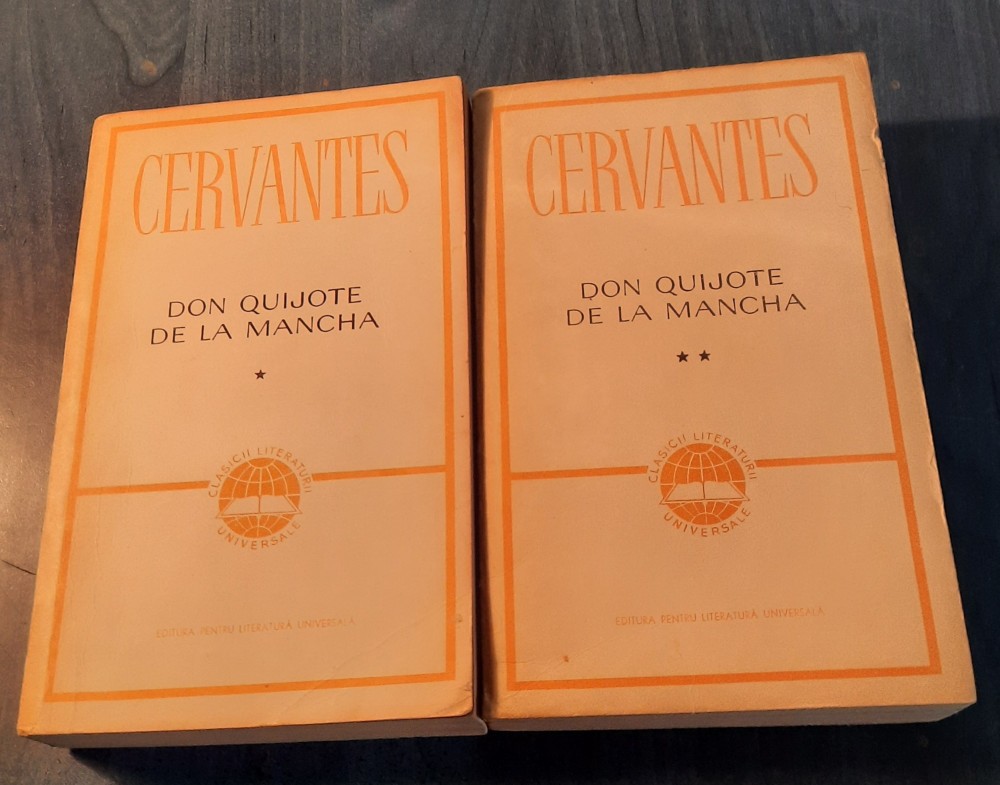 CERVANTES
DON QUIJOTE
DE LA MANCHA
★
CLASICII LITERATURII
UNIVERSALE
EDITURA PENTRU LITERATURĂ UNIVERSALĂ
CERVANTES
DON QUIJOTE
DE LA MANCHA
★★
CLASICII LITERATURII
UNIVERSALE
EDITURA PENTRU LITERATURĂ UNIVERSALĂ